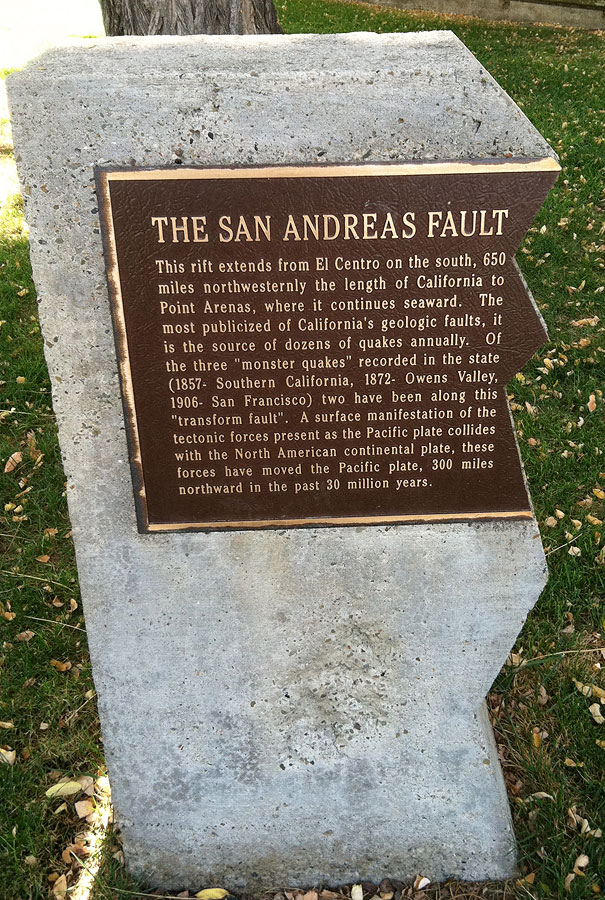 THE SAN ANDREAS FAULT
This rift extends from El Centro on the south, 650
miles northwesternly the length of California to
Point Arenas, where it continues seaward. The
most publicized of California's geologic faults, it
is the source of dozens of quakes annually. Of
the three "monster quakes" recorded in the state
(1857- Southern California, 1872- Owens Valley,
1906- San Francisco) two have been along this
"transform fault". A surface manifestation of the
tectonic forces present as the Pacific plate collides
with the North American continental plate, these
forces have moved the Pacific plate, 300 miles
northward in the past 30 million years.